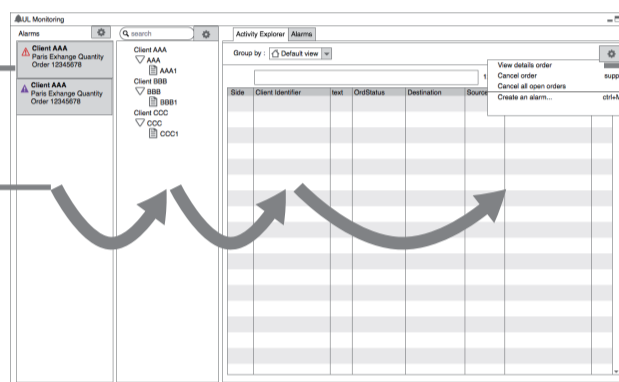 UL Monitoring
Alarms
Client AAA
Paris Exhange Quantity
Order 12345678
Client AAA
Paris Exhange Quantity
Order 12345678
search
Client AAA
AAA
AAA1
Client BBB
BBB
BBB1
Client CCC
CCC
CCC1
Activity Explorer Alarms
Group by : Default view
1
View details order
Cancel order supp
Cancel all open orders
Create an alarm... ctrl+M
Side Client Identifier text OrdStatus Destination Source